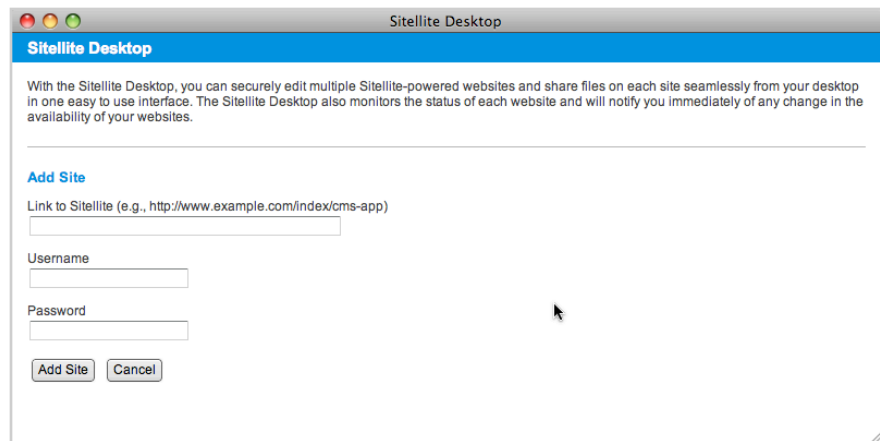 Sitellite Desktop
Sitellite Desktop
With the Sitellite Desktop, you can securely edit multiple Sitellite-powered websites and share files on each site seamlessly from your desktop
in one easy to use interface. The Sitellite Desktop also monitors the status of each website and will notify you immediately of any change in the
availability of your websites.
Add Site
Link to Sitellite (e.g., http://www.example.com/index/cms-app)
Username
Password
Add Site Cancel